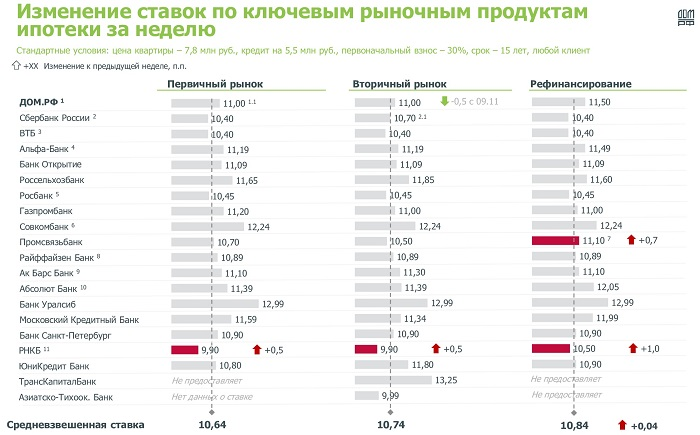 Изменение ставок по ключевым рыночным продуктам
ипотеки за неделю
ДОМ
РФ
Стандартные условия: цена квартиры – 7,8 млн руб., кредит на 5,5 млн руб., первоначальный взнос – 30%, срок – 15 лет, любой клиент
+XX Изменение к предыдущей неделе, п.п.
Первичный рынок Вторичный рынок Рефинансирование
ДОМ.РФ 1 11,00 1.1 11,00 -0,5 с 09.11 11,50
Сбербанк России 2 10,40 10,70 2.1 10,40
ВТБ 3 10,40 10,40 10,40
Альфа-Банк 4 11,19 11,19 11,49
Банк Открытие 11,09 11,09 11,09
Россельхозбанк 11,65 11,85 11,60
Росбанк 5 10,45 10,45 10,45
Газпромбанк 11,20 11,00 11,00
Совкомбанк 6 12,24 12,24 12,24
Промсвязьбанк 10,70 10,50 11,10 7 +0,7
Райффайзен Банк 8 10,89 10,89 10,89
Ак Барс Банк 9 11,10 11,30 11,10
Абсолют Банк 10 11,39 11,39 12,05
Банк Уралсиб 12,99 12,99 12,99
Московский Кредитный Банк 11,59 11,34 11,99
Банк Санкт-Петербург 10,90 10,90 10,90
РНКБ 11 9,90 +0,5 9,90 +0,5 10,50 +1,0
ЮниКредит Банк 10,80 11,80 10,90
ТрансКапиталБанк Не предоставляет 13,25 Не предоставляет
Азиатско-Тихоок. Банк Нет данных о ставке 9,99 Не предоставляет
Средневзвешенная ставка 10,64 10,74 10,84 +0,04